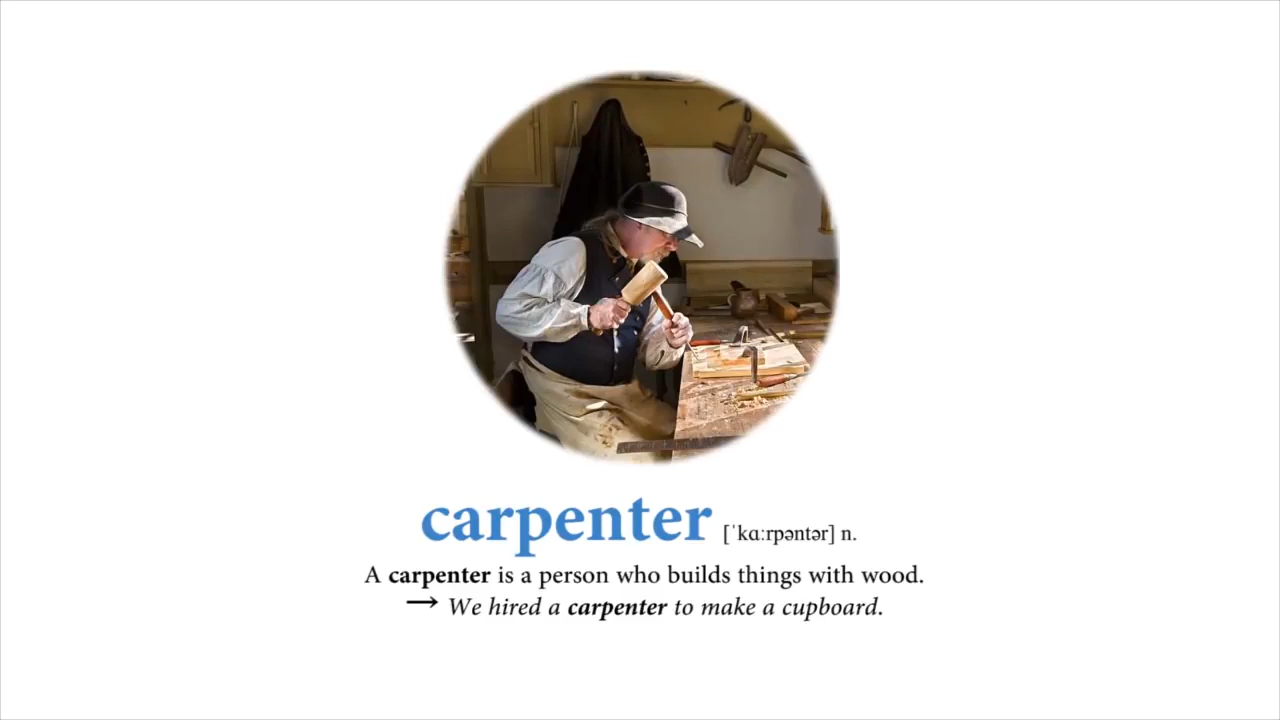 carpenter [ˈkɑːrpəntər] n.
A carpenter is a person who builds things with wood.
→ We hired a carpenter to make a cupboard.